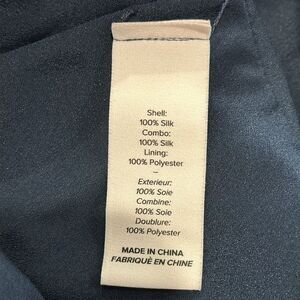 Shell:
100% Silk
Combo:
100% Silk
Lining:
100% Polyester
–
Exterieur:
100% Soie
Combine:
100% Soie
Doublure:
100% Polyester
MADE IN CHINA
FABRIQUÉ EN CHINE